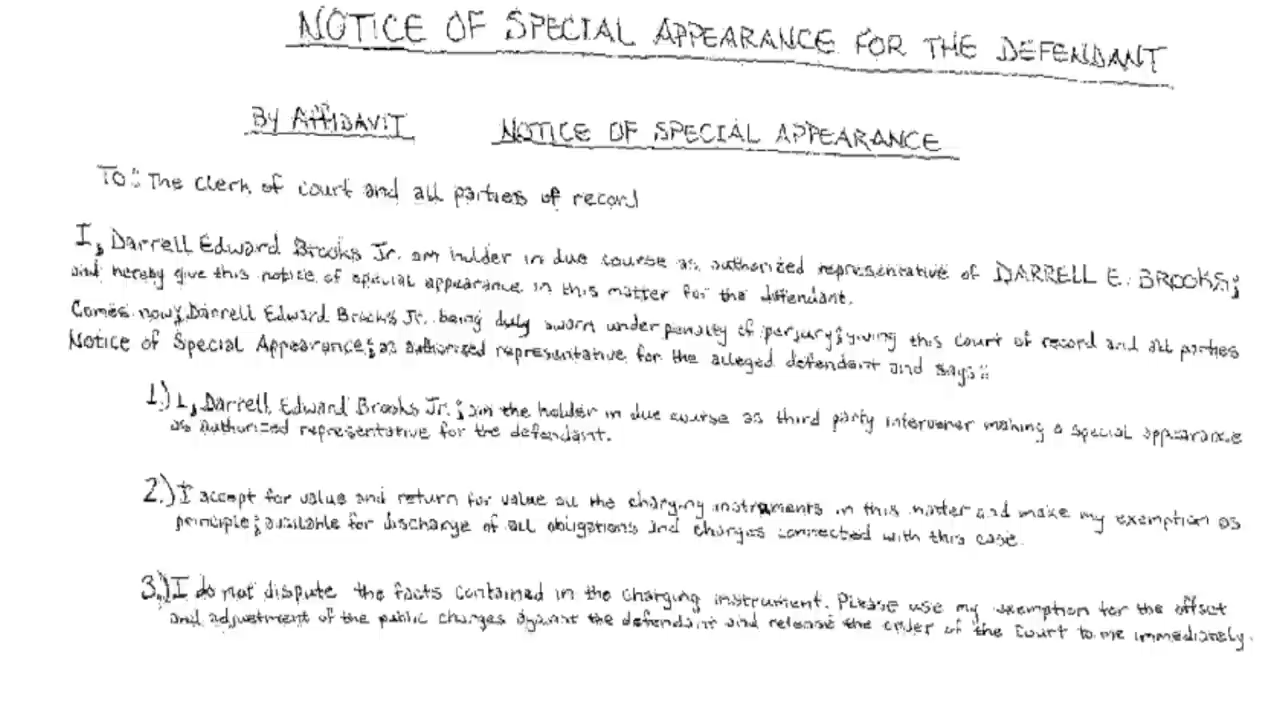 NOTICE OF SPECIAL APPEARANCE FOR THE DEFENDANT
BY AFFIDAVIT NOTICE OF SPECIAL APPEARANCE
TO: The Clerk of court and all parties of record
I, Darrell Edward Brooks Jr. am holder in due course as authorized representative of DARRELL E. BROOKS;
and hereby give this notice of special appearance in this matter for the defendant.
Comes now; Darrell Edward Brooks Jr. being duly sworn under penalty of perjury; giving this court of record and all parties
Notice of Special Appearance; as authorized representative for the alleged defendant and says:
1.) I, Darrell Edward Brooks Jr.; am the holder in due course as third party intervener making a special appearance
as authorized representative for the defendant.
2.) I accept for value and return for value all the charging instruments in this matter and make my exemption as
principle; available for discharge of all obligations and charges connected with this case.
3.) I do not dispute the facts contained in the charging instrument. Please use my exemption for the offset
and adjustment of the public charges against the defendant and release the order of the Court to me immediately.